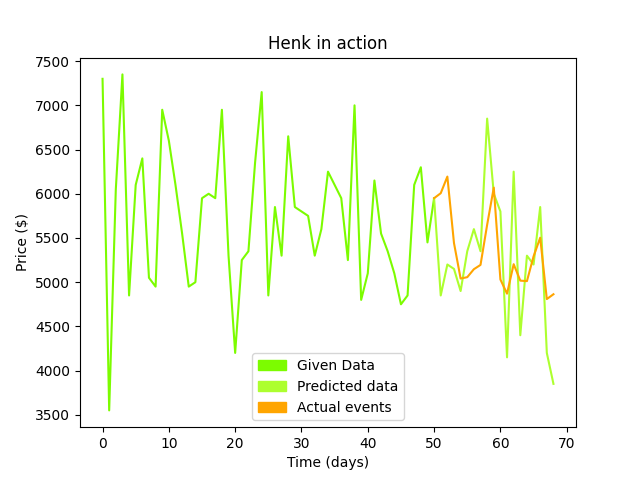 Henk in action
Price ($)
7500
7000
6500
6000
5500
5000
4500
4000
3500
Given Data
Predicted data
Actual events
0 10 20 30 40 50 60 70
Time (days)